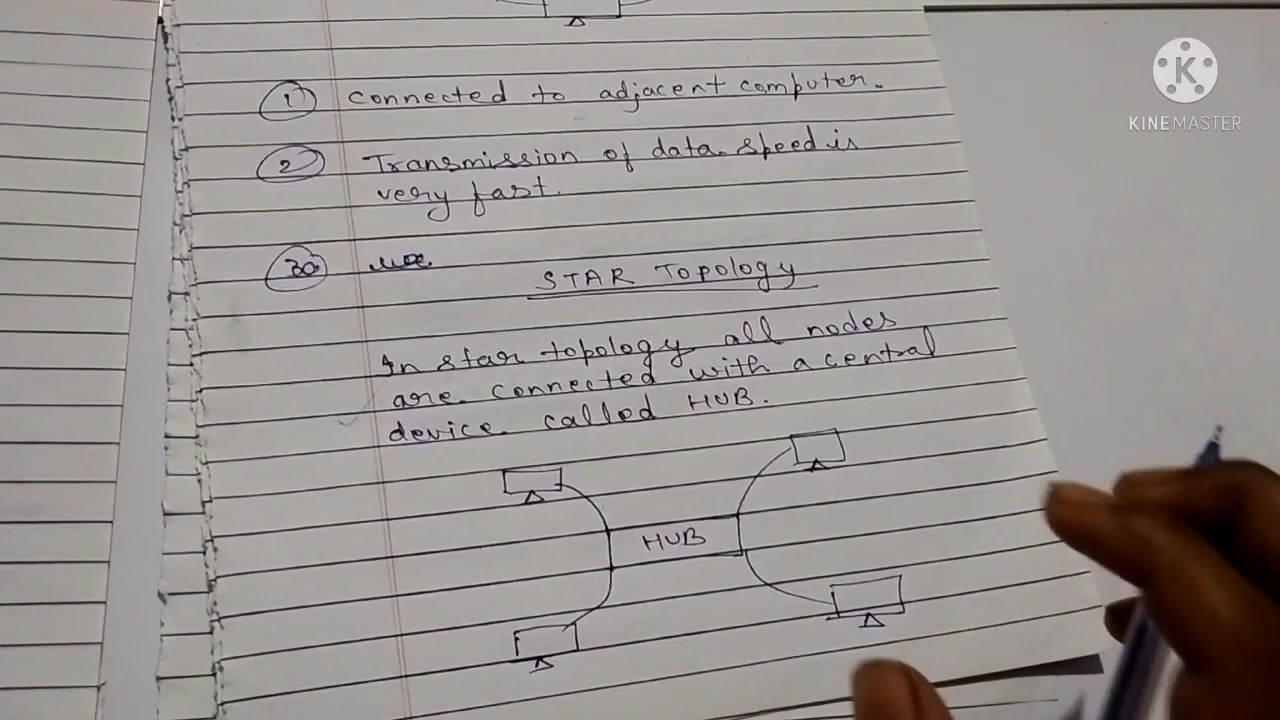 1 Connected to adjacent computer.
2 Transmission of data speed is
very fast.
STAR Topology
In star topology all nodes
are connected with a central
device called HUB.
HUB
K
KINEMASTER